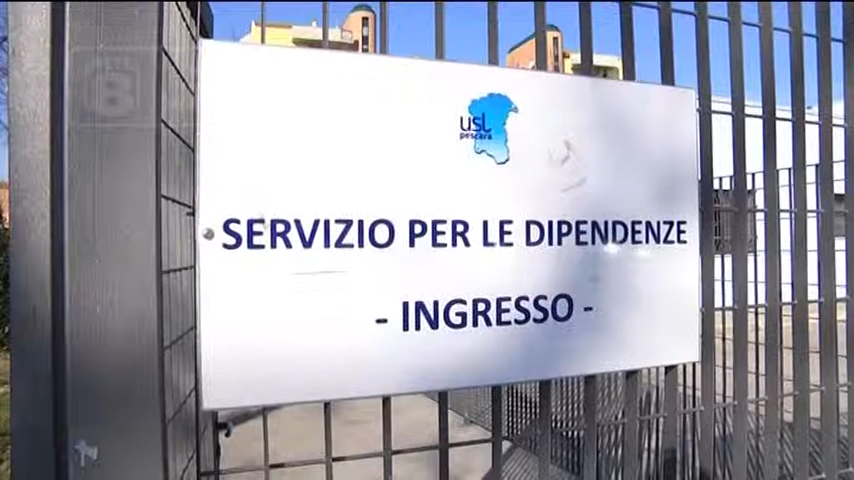 usl
pescara
SERVIZIO PER LE DIPENDENZE
- INGRESSO -